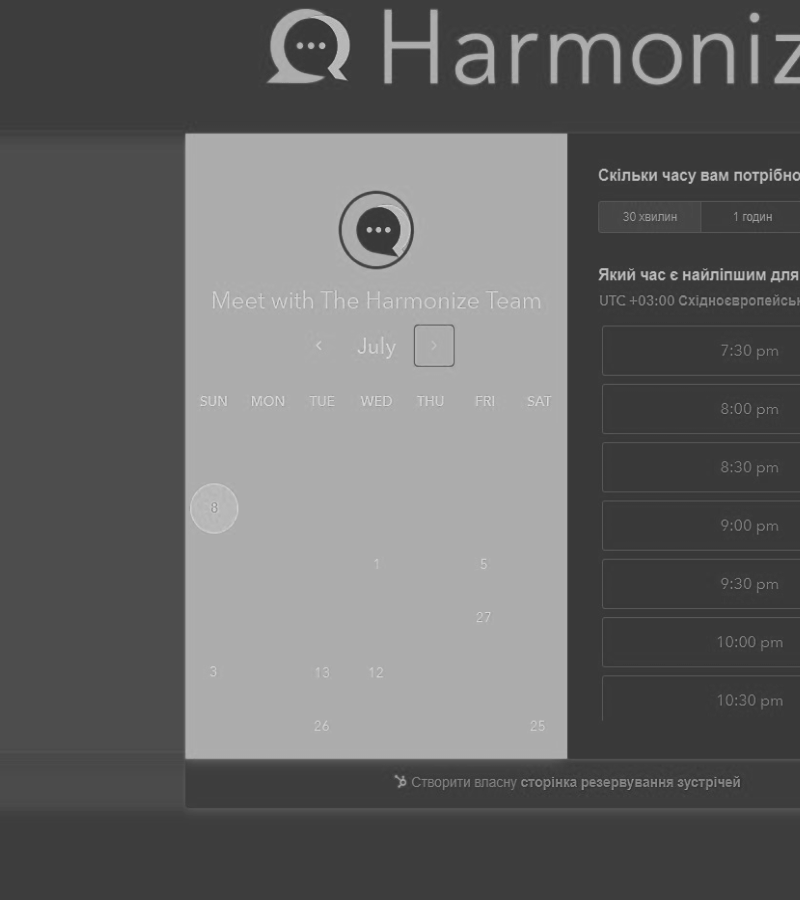 Harmoniz
Meet with The Harmonize Team
July
SUN MON TUE WED THU FRI SAT
8
1 5
27
3 13 12
26 25
Скільки часу вам потрібно
30 хвилин 1 годин
Який час є найліпшим для
UTC +03:00 Східноєвропейськ
7:30 pm
8:00 pm
8:30 pm
9:00 pm
9:30 pm
10:00 pm
10:30 pm
Створити власну сторінка резервування зустрічей